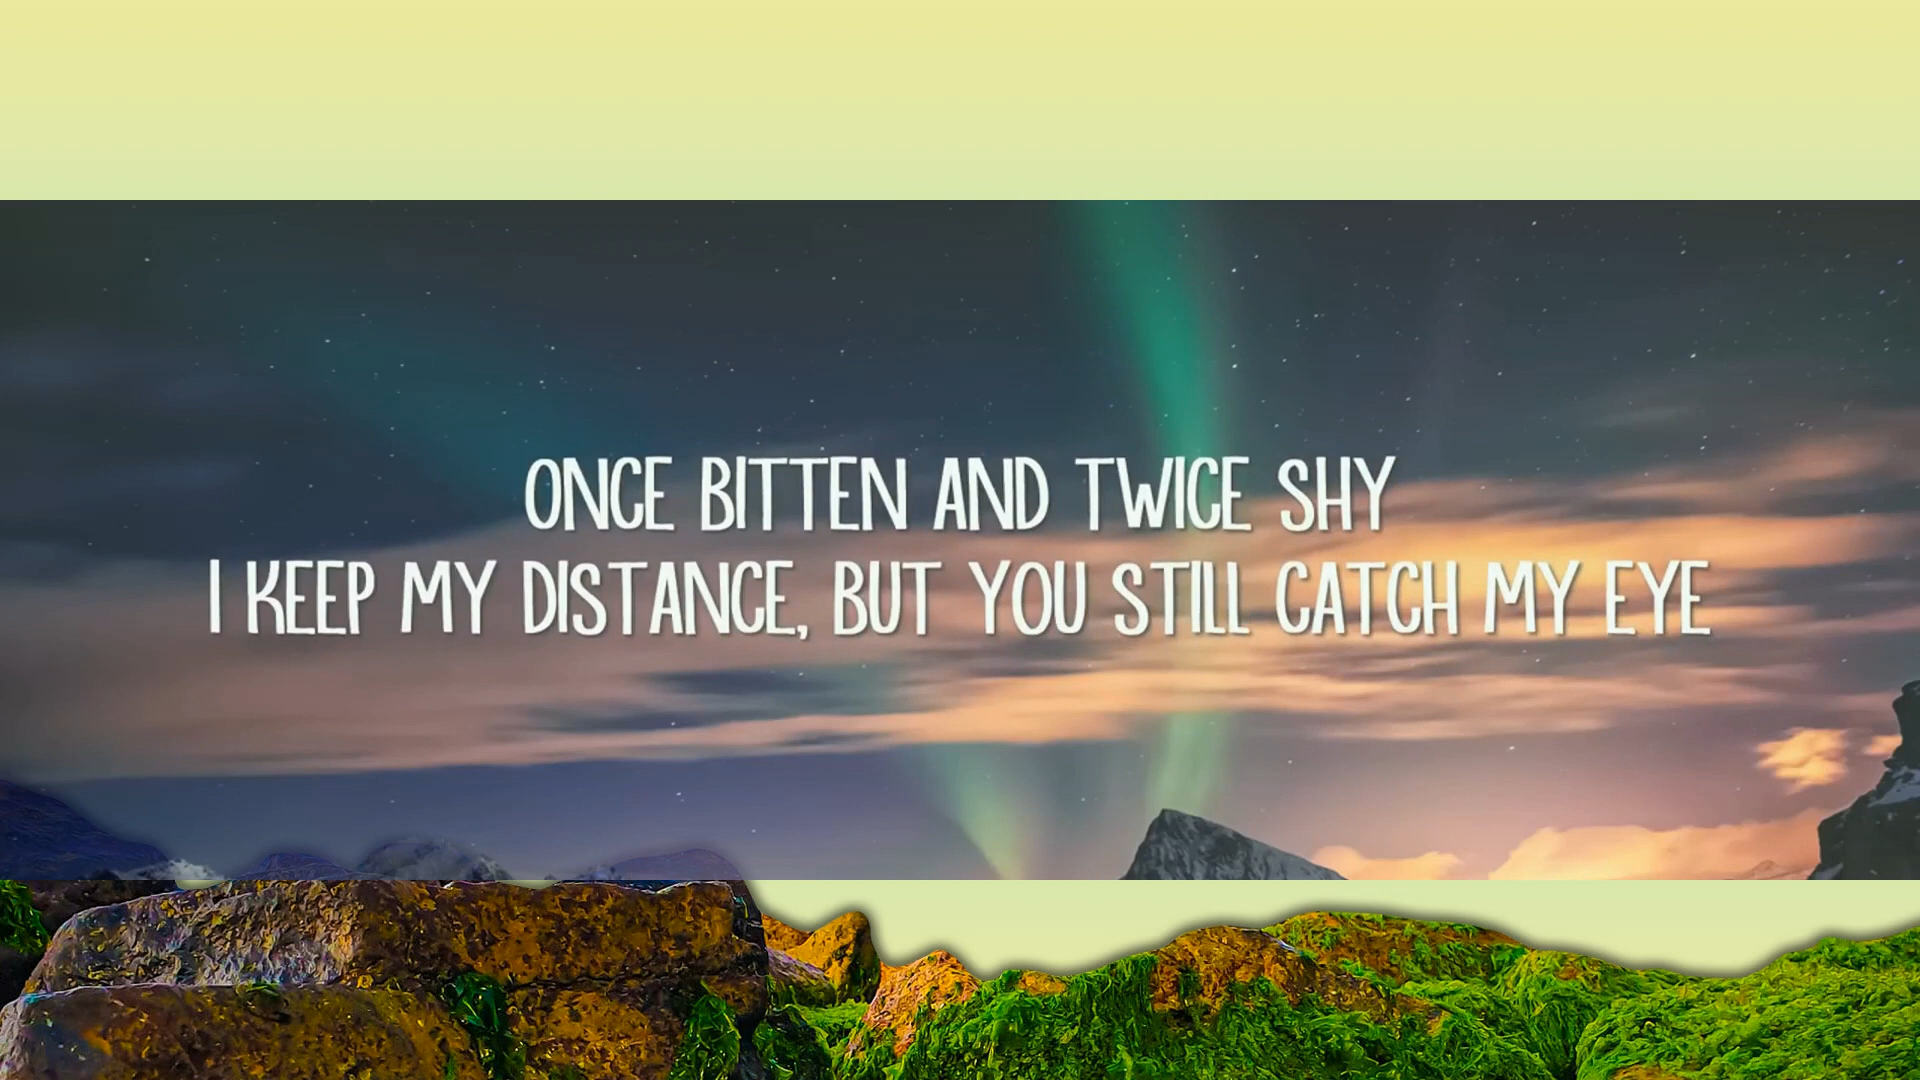 ONCE BITTEN AND TWICE SHY
I KEEP MY DISTANCE, BUT YOU STILL CATCH MY EYE